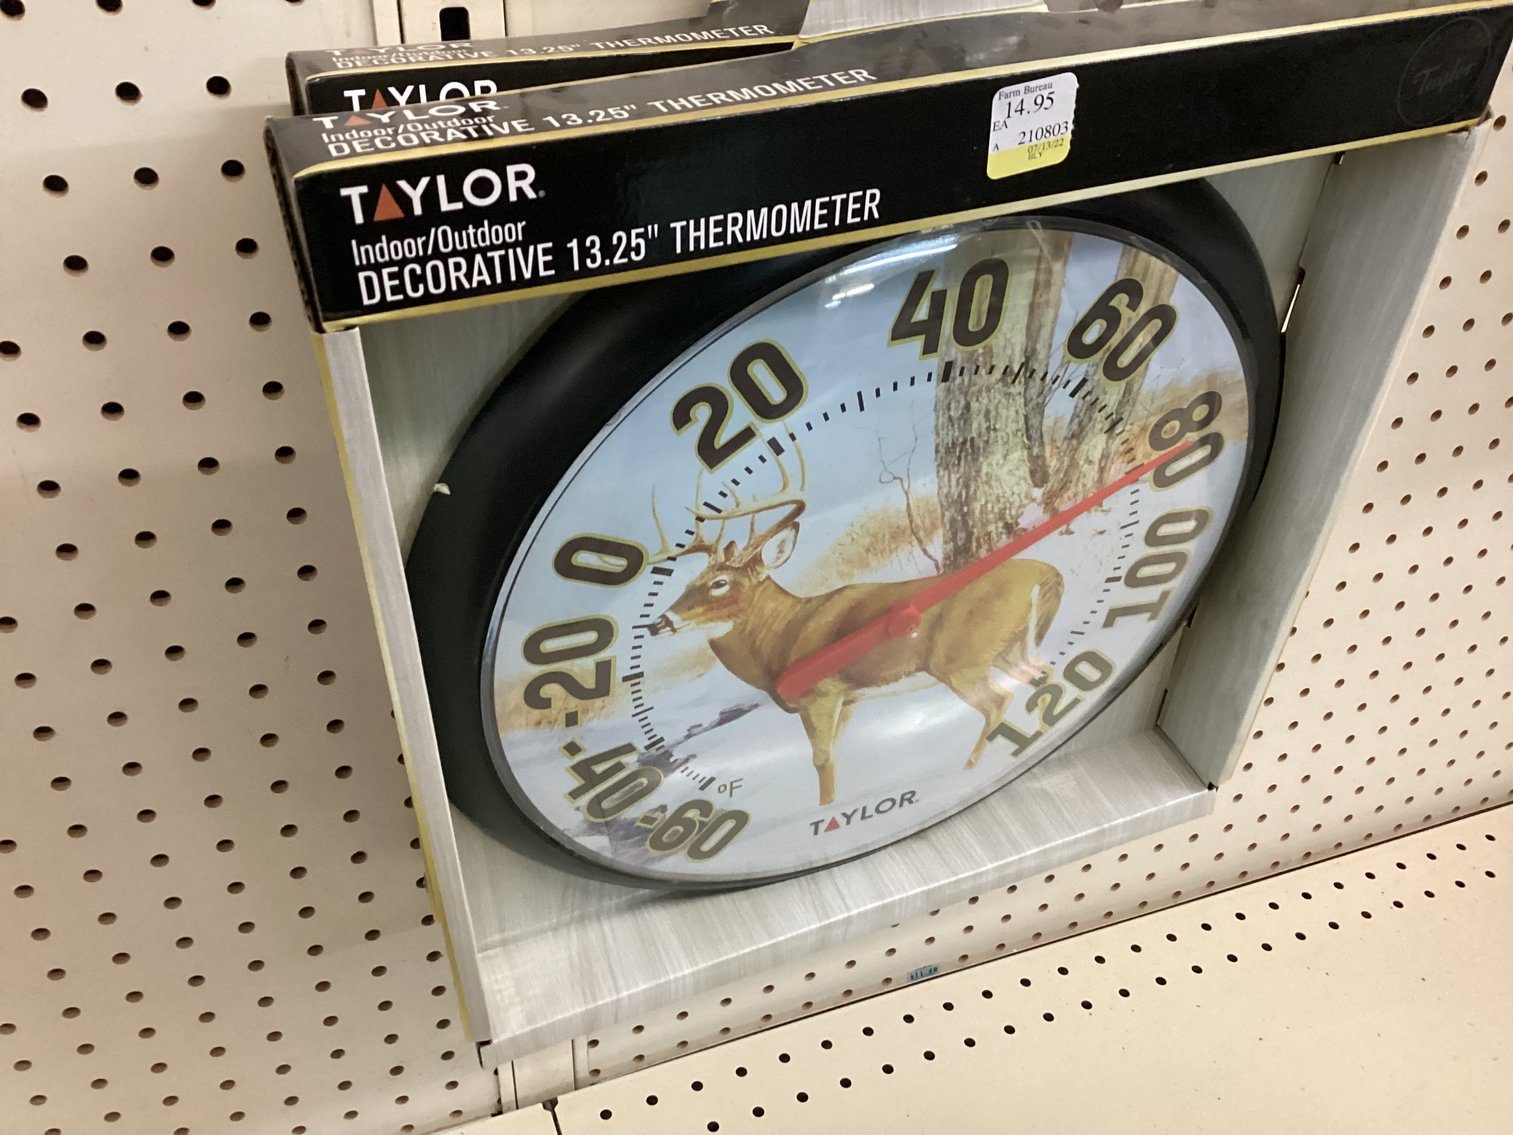 TAYLOR
Indoor/Outdoor
DECORATIVE 13.25" THERMOMETER
TAYLOR
TAYLOR
Indoor/Outdoor
DECORATIVE 13.25" THERMOMETER
Farm Bureau
14.95
EA
210803
A
07/13/22
Taylor
TAYLOR®
Indoor/Outdoor
DECORATIVE 13.25" THERMOMETER
40
60
20
80
0
100
-20
120
-40
-60
°F
TAYLOR